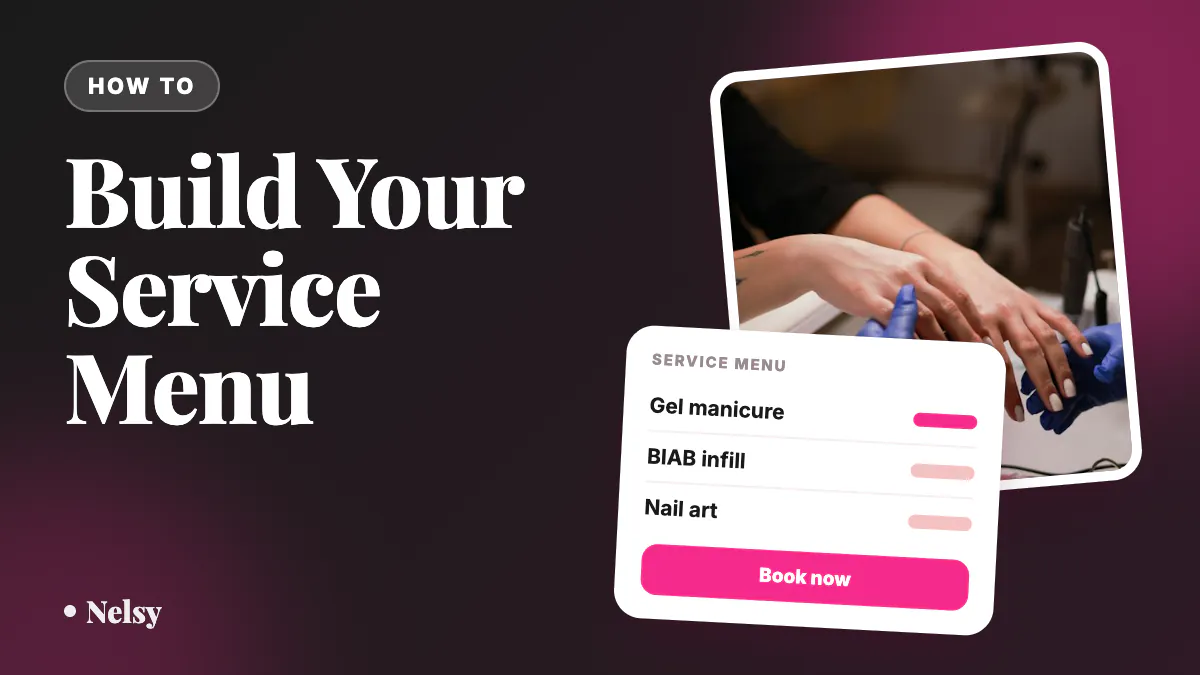 HOW TO
Build Your
Service
Menu
SERVICE MENU
Gel manicure
BIAB infill
Nail art
Book now
Nelsy